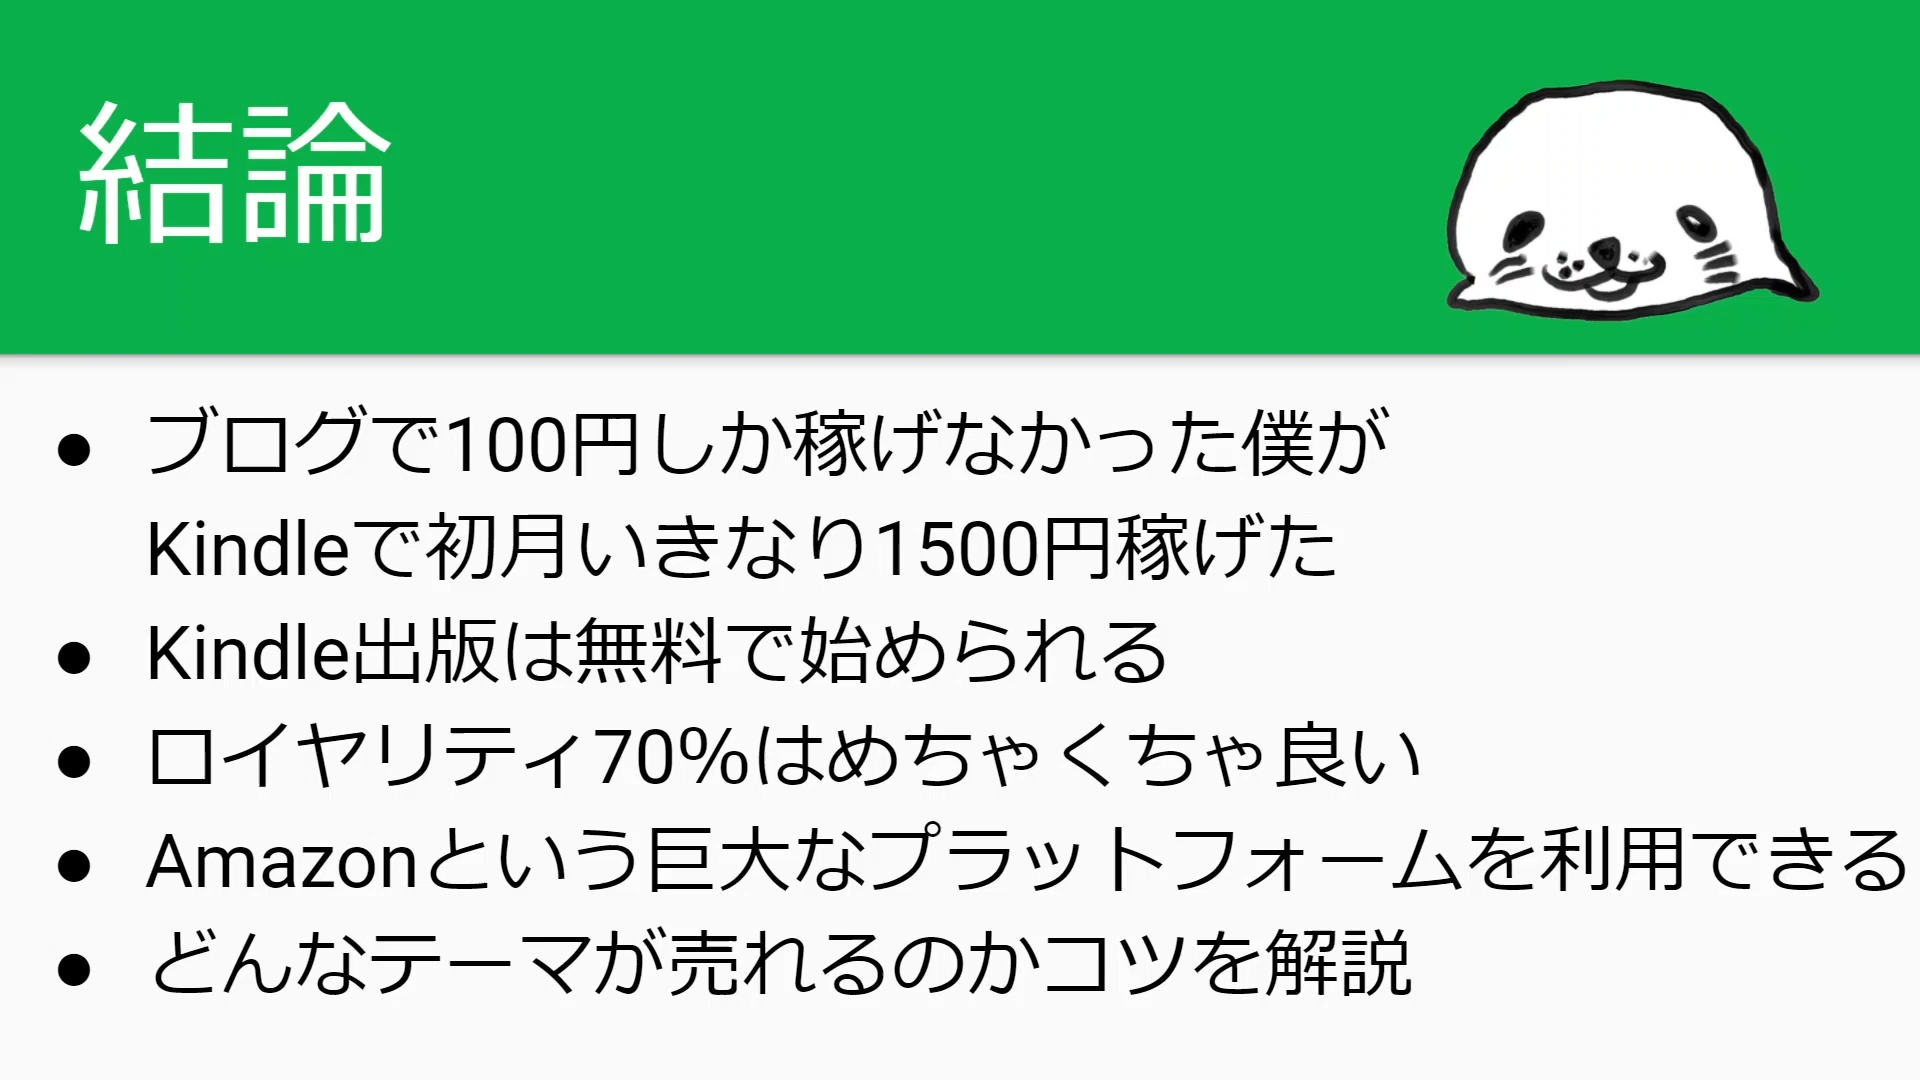 結論
● ブログで100円しか稼げなかった僕が
Kindleで初月いきなり1500円稼げた
● Kindle出版は無料で始められる
● ロイヤリティ70%はめちゃくちゃ良い
● Amazonという巨大なプラットフォームを利用できる
● どんなテーマが売れるのかコツを解説